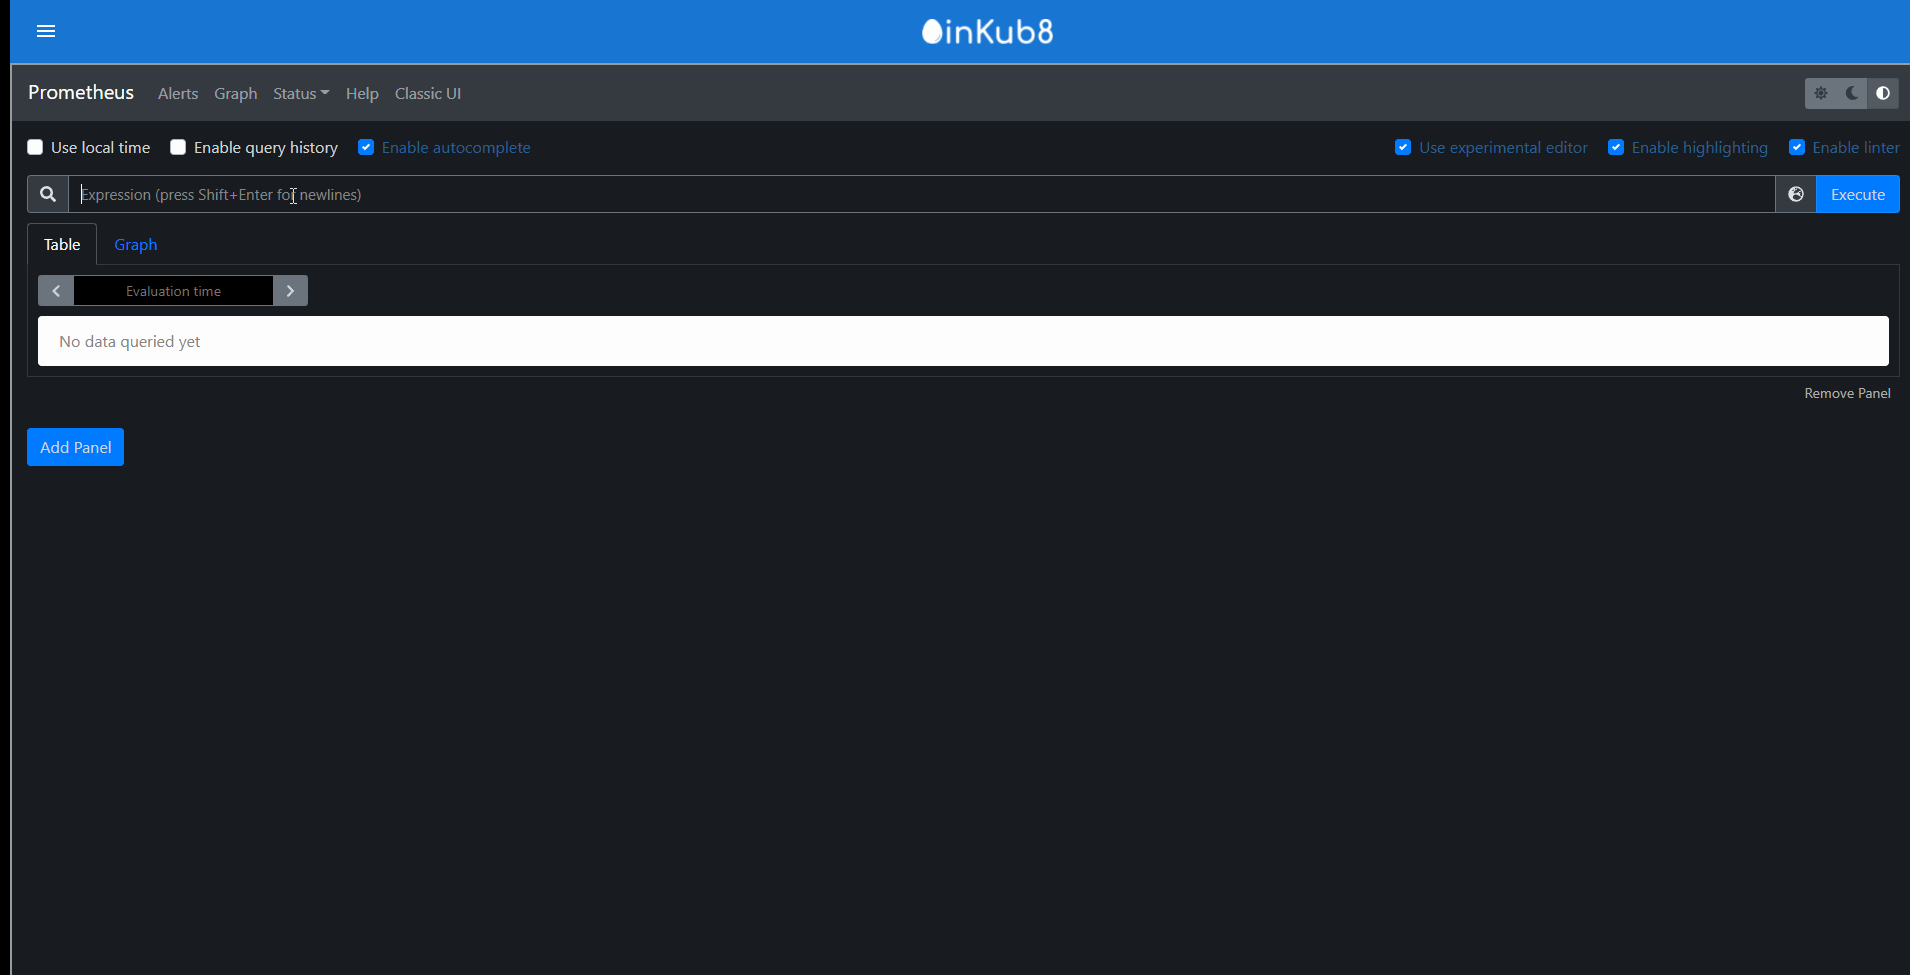 inKub8
Prometheus Alerts Graph Status Help Classic UI
Use local time Enable query history Enable autocomplete Use experimental editor Enable highlighting Enable linter
Expression (press Shift+Enter for newlines) Execute
Table Graph
Evaluation time
No data queried yet
Remove Panel
Add Panel